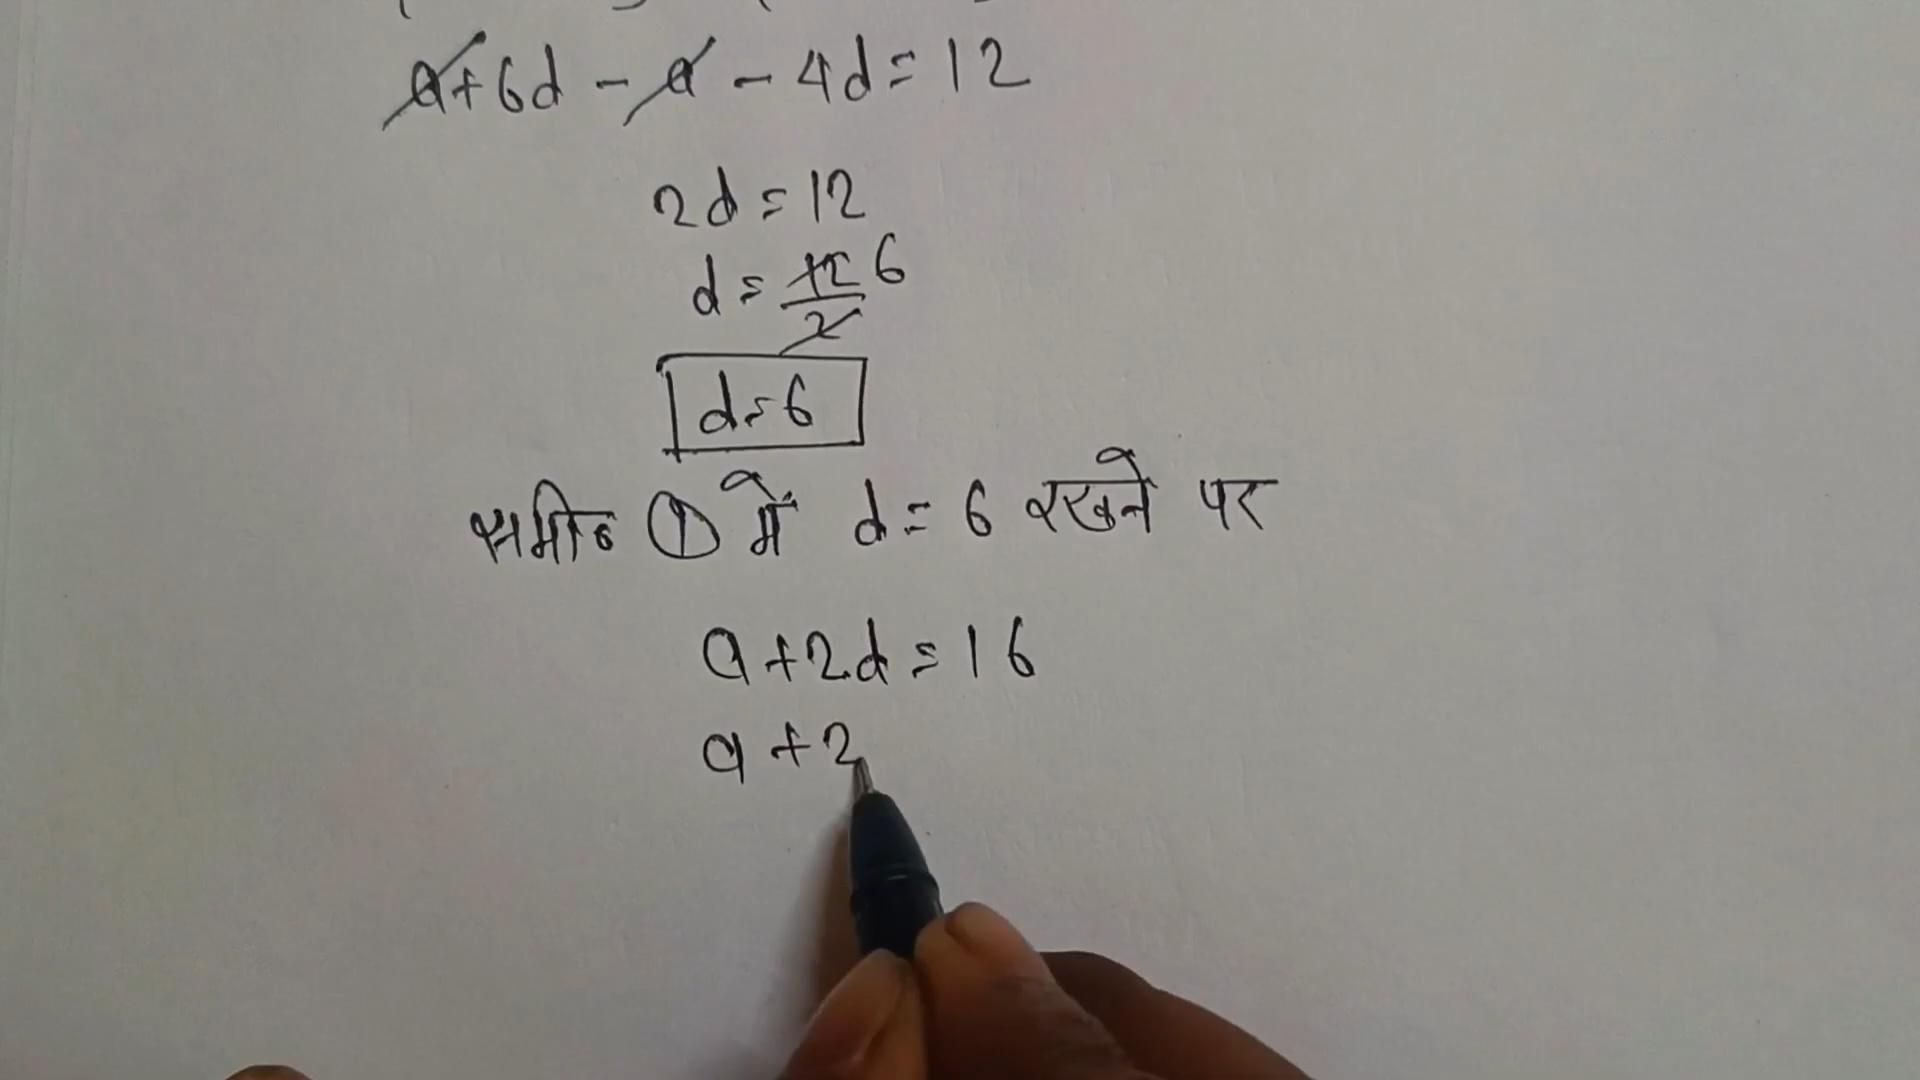 a+6d - a - 4d = 12
2d = 12
d = 12/2 6
d = 6
समी० ① में d = 6 रखने पर
a+2d = 16
a + 2